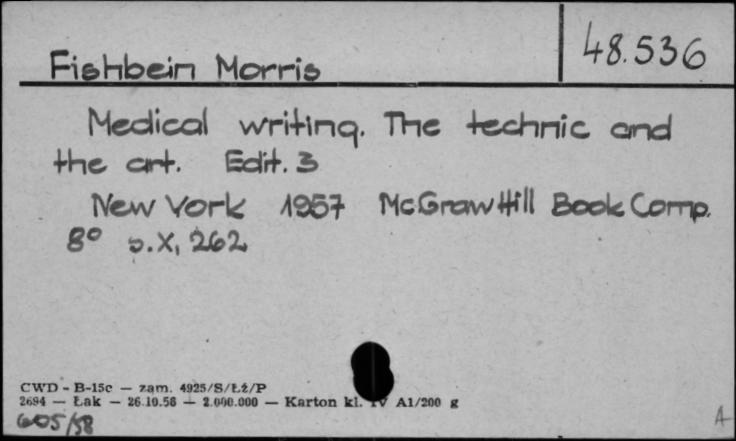 Fishbein Morris
48.536
Medical writing. The technic and
the art. Edit. 3
New York 1957 McGraw Hill Book Comp.
8° s.X, 262
CWD - B-15c — zam. 4925/S/Łż/P
2694 — Łak — 26.10.56 — 2.000.000 — Karton kl. IV A1/200 g
605/58
A